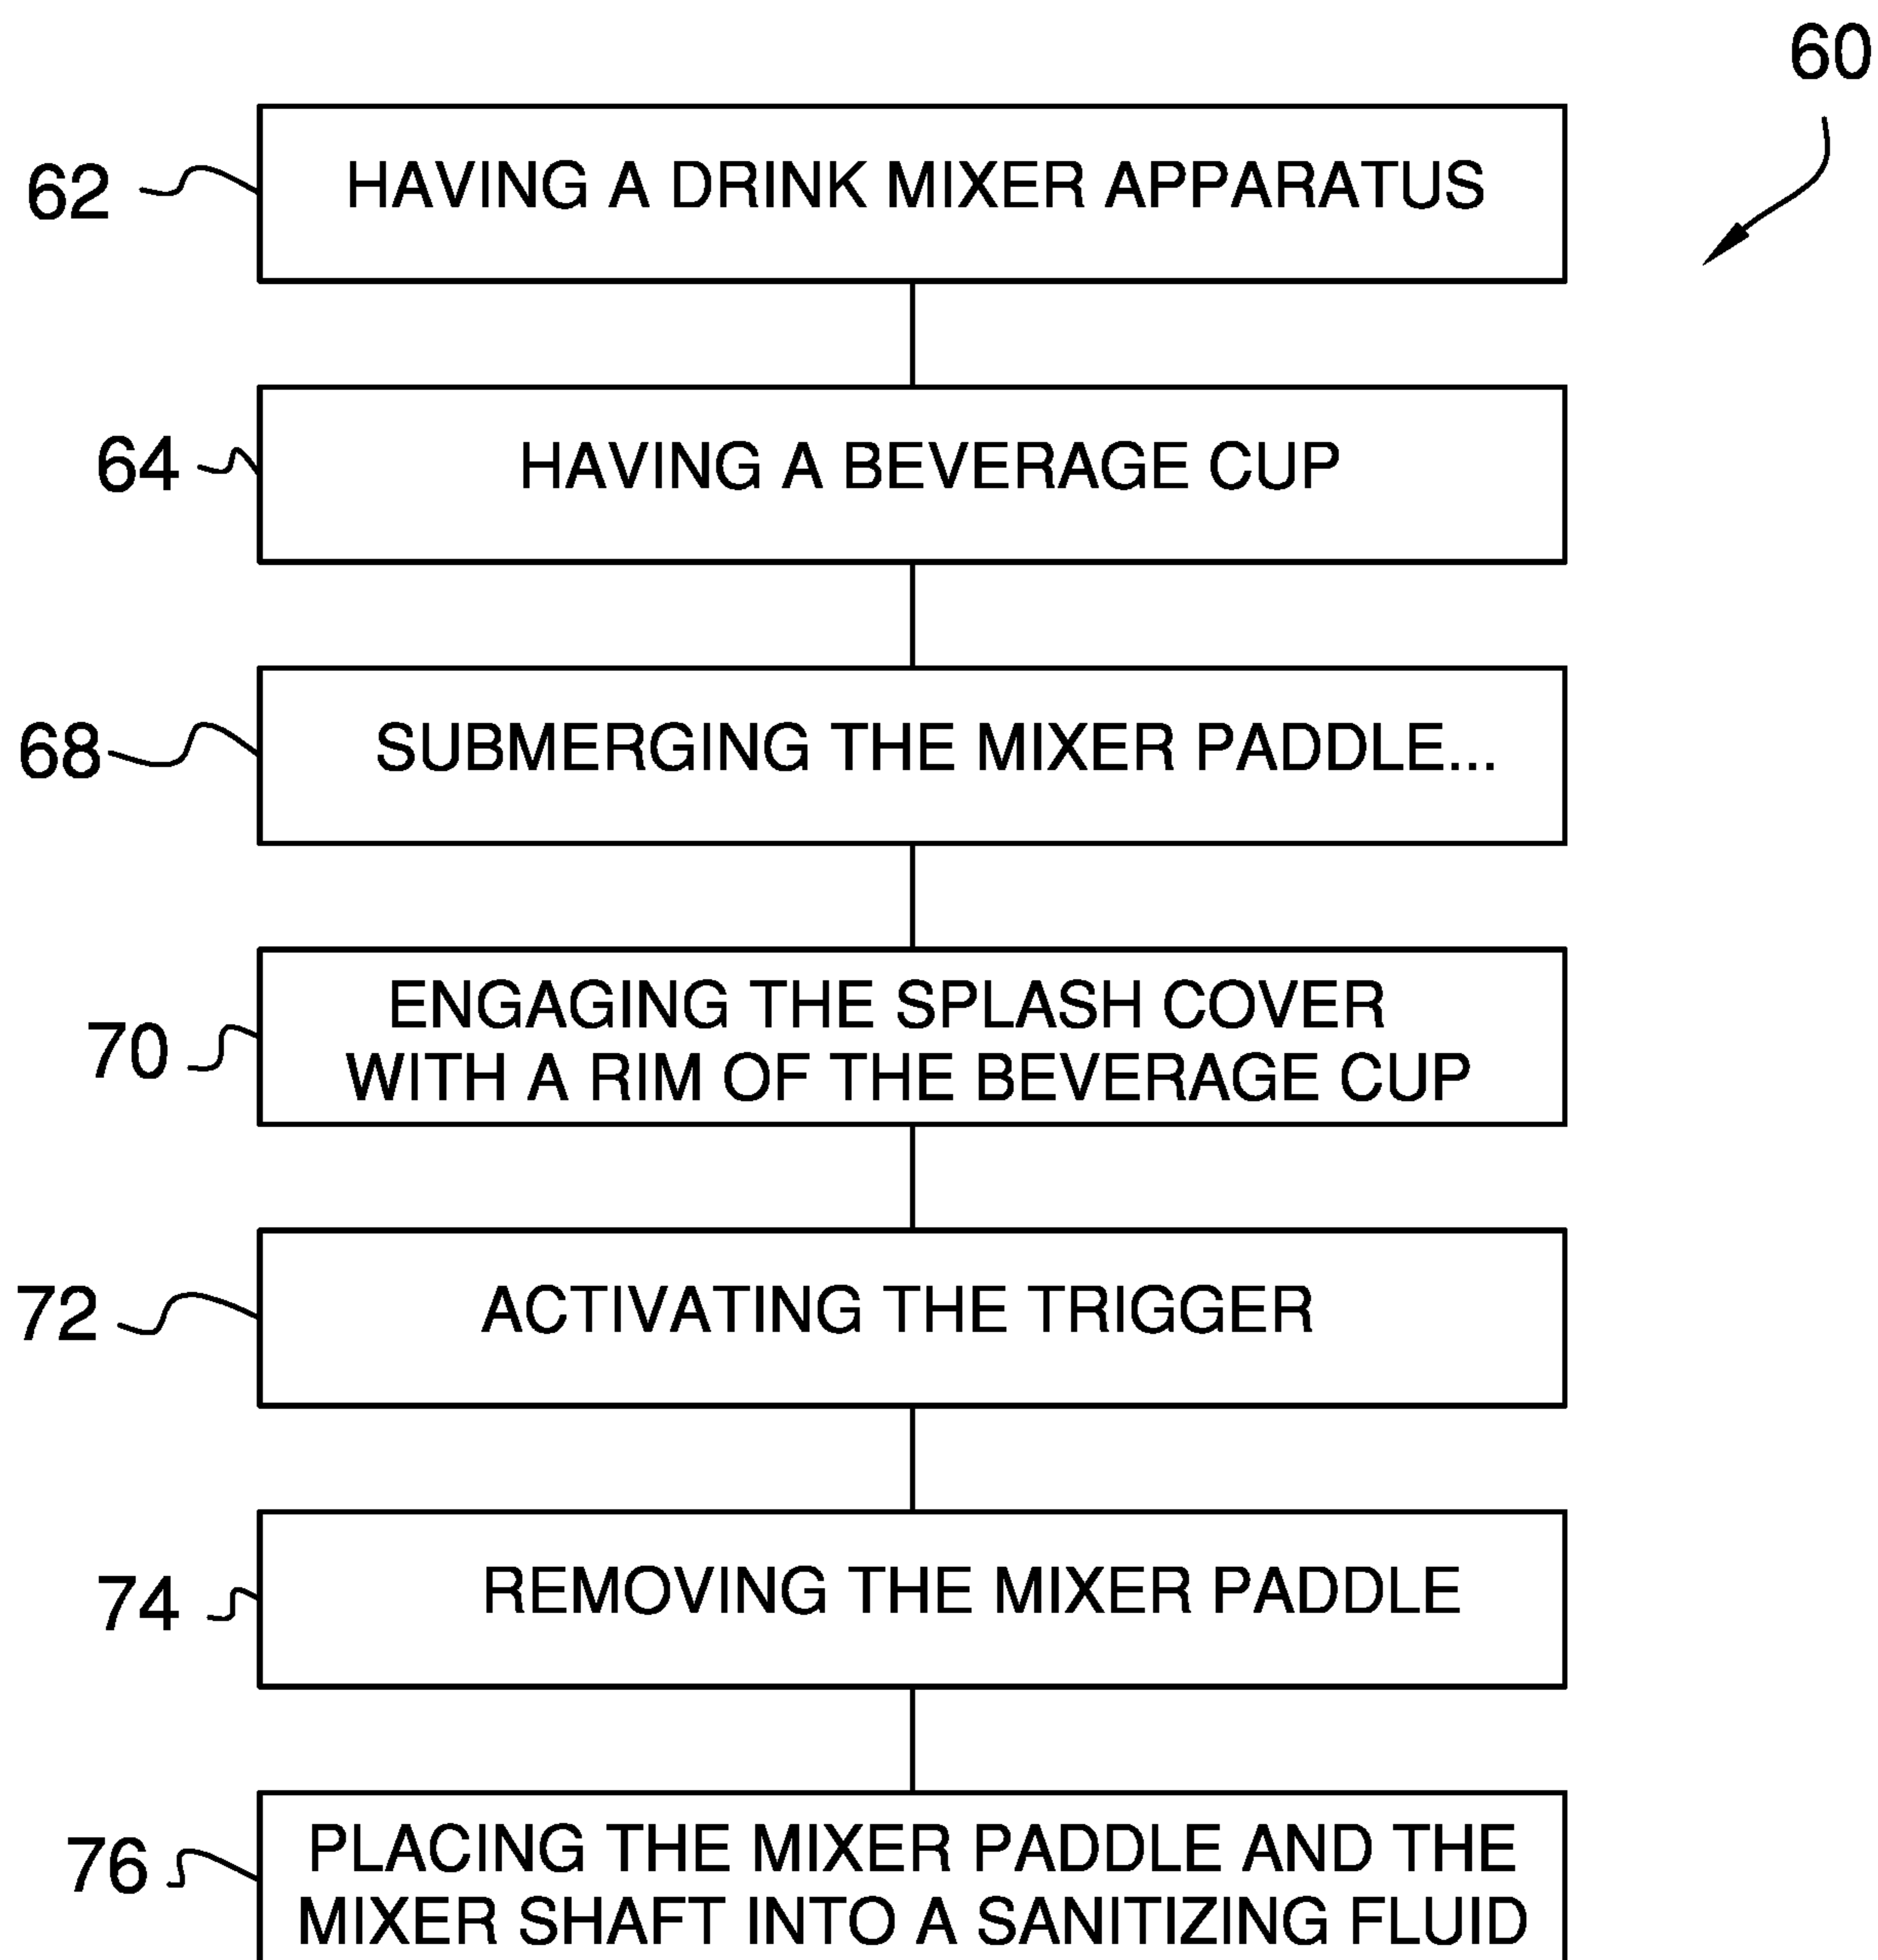 60
62 HAVING A DRINK MIXER APPARATUS
64 HAVING A BEVERAGE CUP
68 SUBMERGING THE MIXER PADDLE...
70 ENGAGING THE SPLASH COVER
WITH A RIM OF THE BEVERAGE CUP
72 ACTIVATING THE TRIGGER
74 REMOVING THE MIXER PADDLE
76 PLACING THE MIXER PADDLE AND THE
MIXER SHAFT INTO A SANITIZING FLUID